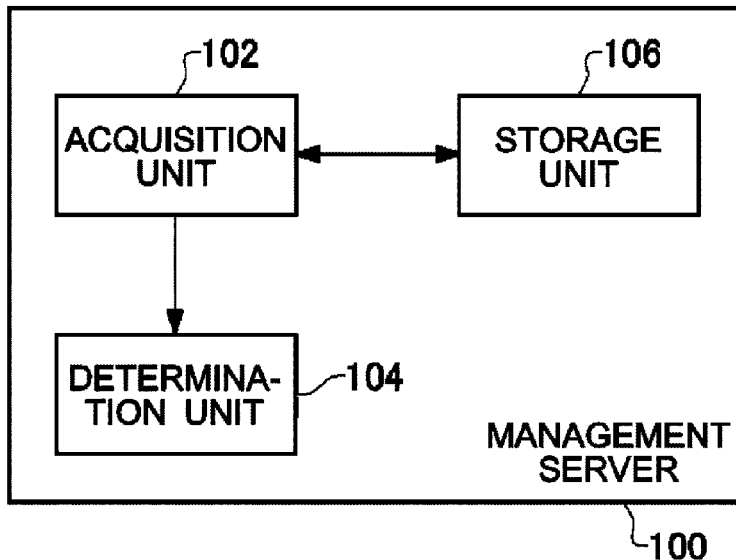 102
106
ACQUISITION
UNIT
STORAGE
UNIT
DETERMINA-
TION UNIT
104
MANAGEMENT
SERVER
100